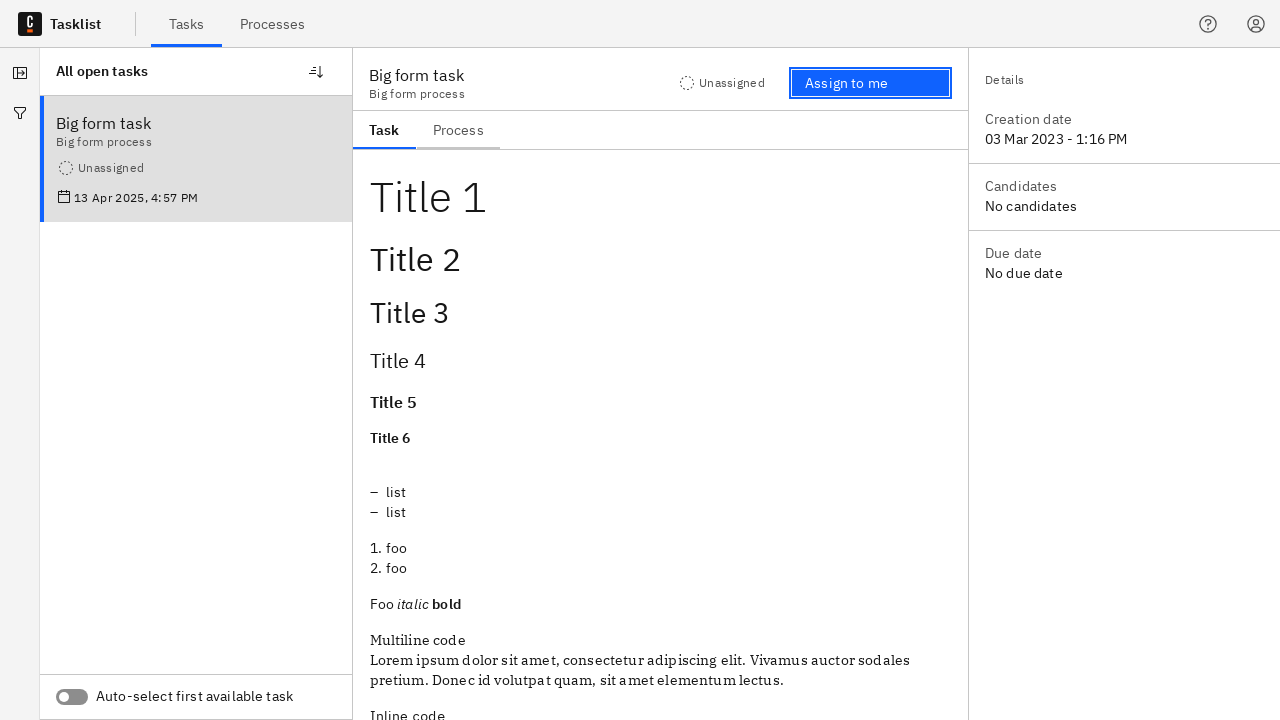 Tasklist
Tasks
Processes
All open tasks
Big form task
Big form process
Unassigned
13 Apr 2025, 4:57 PM
Auto-select first available task
Big form task
Big form process
Unassigned
Assign to me
Task
Process
Title 1
Title 2
Title 3
Title 4
Title 5
Title 6
– list
– list
1. foo
2. foo
Foo italic bold
Multiline code
Lorem ipsum dolor sit amet, consectetur adipiscing elit. Vivamus auctor sodales
pretium. Donec id volutpat quam, sit amet elementum lectus.
Inline code
Details
Creation date
03 Mar 2023 - 1:16 PM
Candidates
No candidates
Due date
No due date